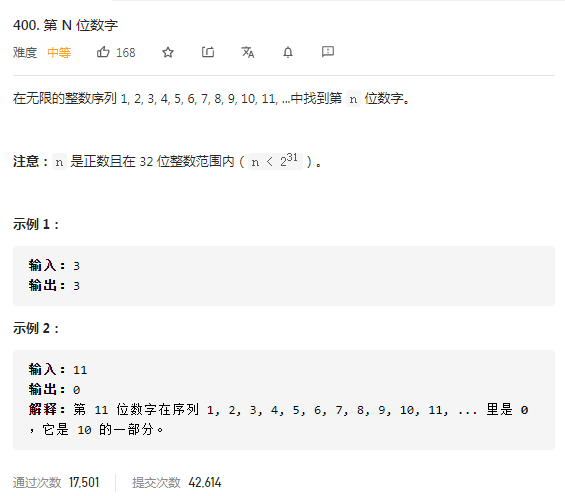 400. 第 N 位数字
难度 中等 168
在无限的整数序列 1, 2, 3, 4, 5, 6, 7, 8, 9, 10, 11, ...中找到第 n 位数字。
注意：n 是正数且在 32 位整数范围内 ( n < 2³¹ )。
示例 1：
输入：3
输出：3
示例 2：
输入：11
输出：0
解释：第 11 位数字在序列 1, 2, 3, 4, 5, 6, 7, 8, 9, 10, 11, ... 里是 0
，它是 10 的一部分。
通过次数 17,501 提交次数 42,614